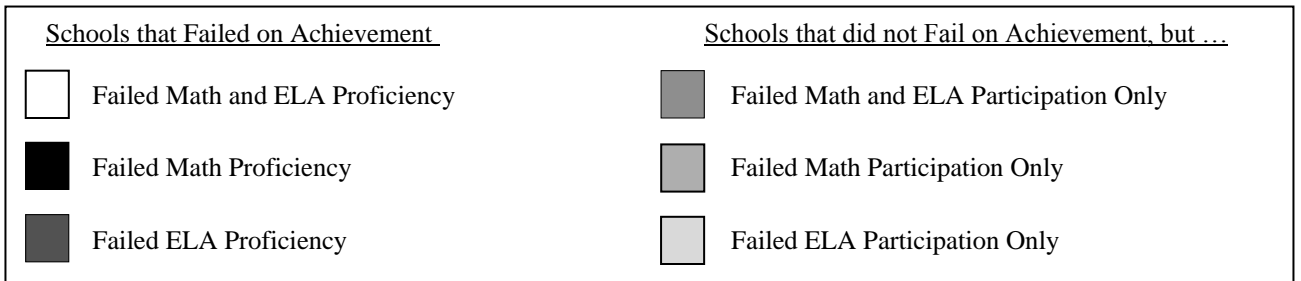 Schools that Failed on Achievement
Failed Math and ELA Proficiency
Failed Math Proficiency
Failed ELA Proficiency
Schools that did not Fail on Achievement, but …
Failed Math and ELA Participation Only
Failed Math Participation Only
Failed ELA Participation Only